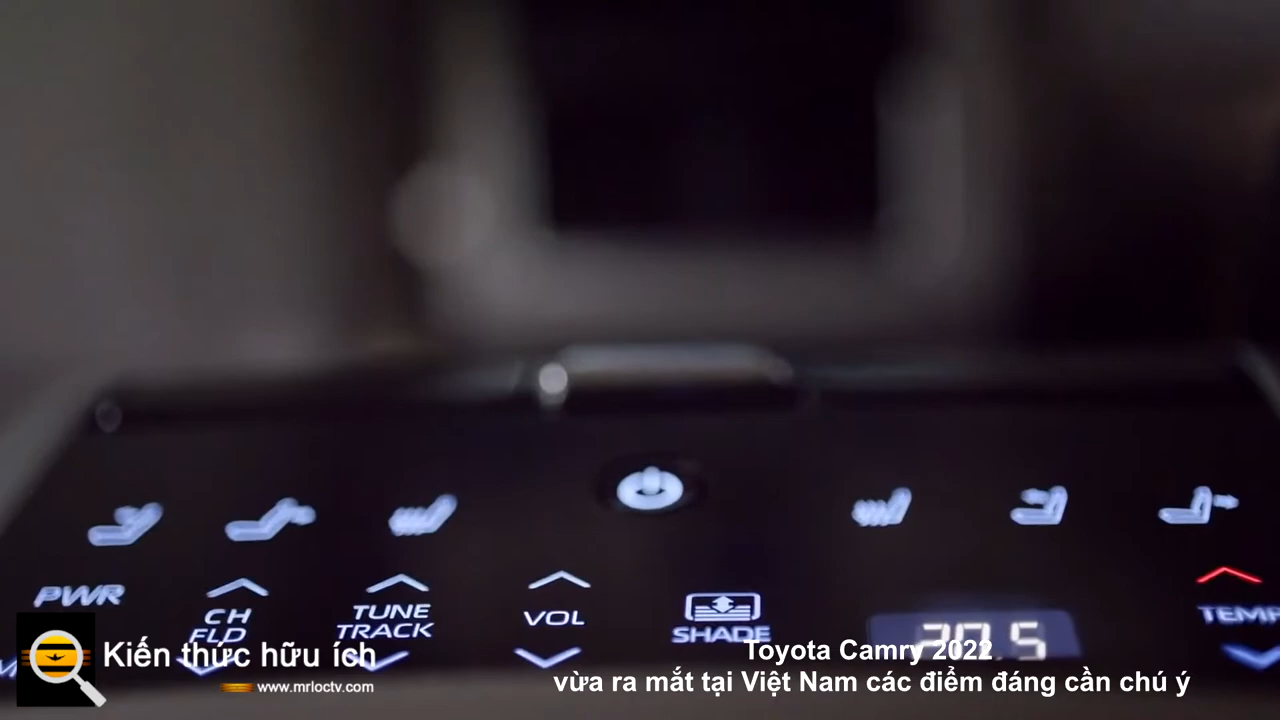 PWR
CH
FLD
TUNE
TRACK
VOL
SHADE
TEMP
Kiến thức hữu ích
www.mrloctv.com
Toyota Camry 2022
vừa ra mắt tại Việt Nam các điểm đáng cần chú ý